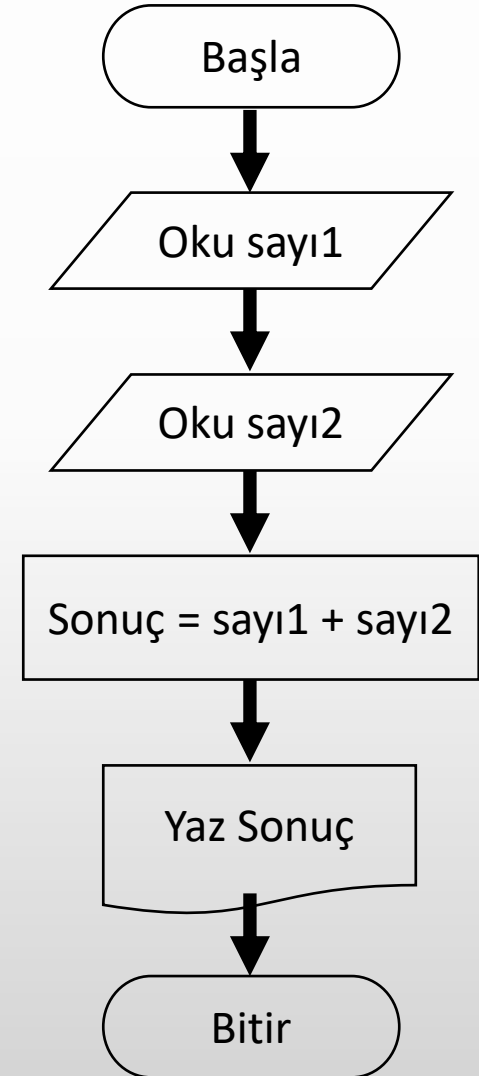 Başla
Oku sayı1
Oku sayı2
Sonuç = sayı1 + sayı2
Yaz Sonuç
Bitir